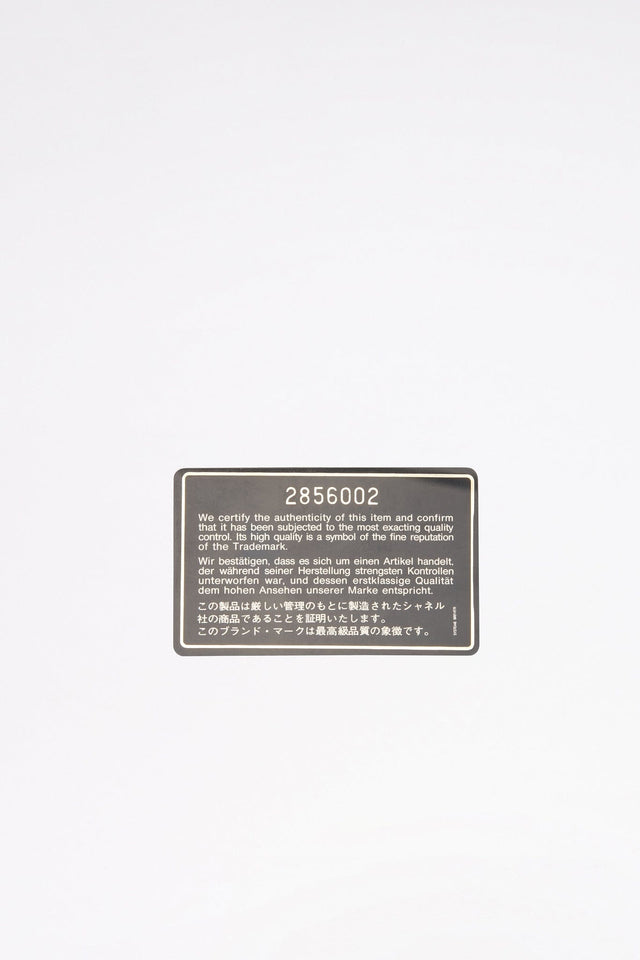 2856002
We certify the authenticity of this item and confirm
that it has been subjected to the most exacting quality
control. Its high quality is a symbol of the fine reputation
of the Trademark.
Wir bestätigen, dass es sich um einen Artikel handelt,
der während seiner Herstellung strengsten Kontrollen
unterworfen war, und dessen erstklassige Qualität
dem hohen Ansehen unserer Marke entspricht.
この製品は厳しい管理のもとに製造されたシャネル
社の商品であることを証明いたします。
このブランド・マークは最高級品質の象徴です。